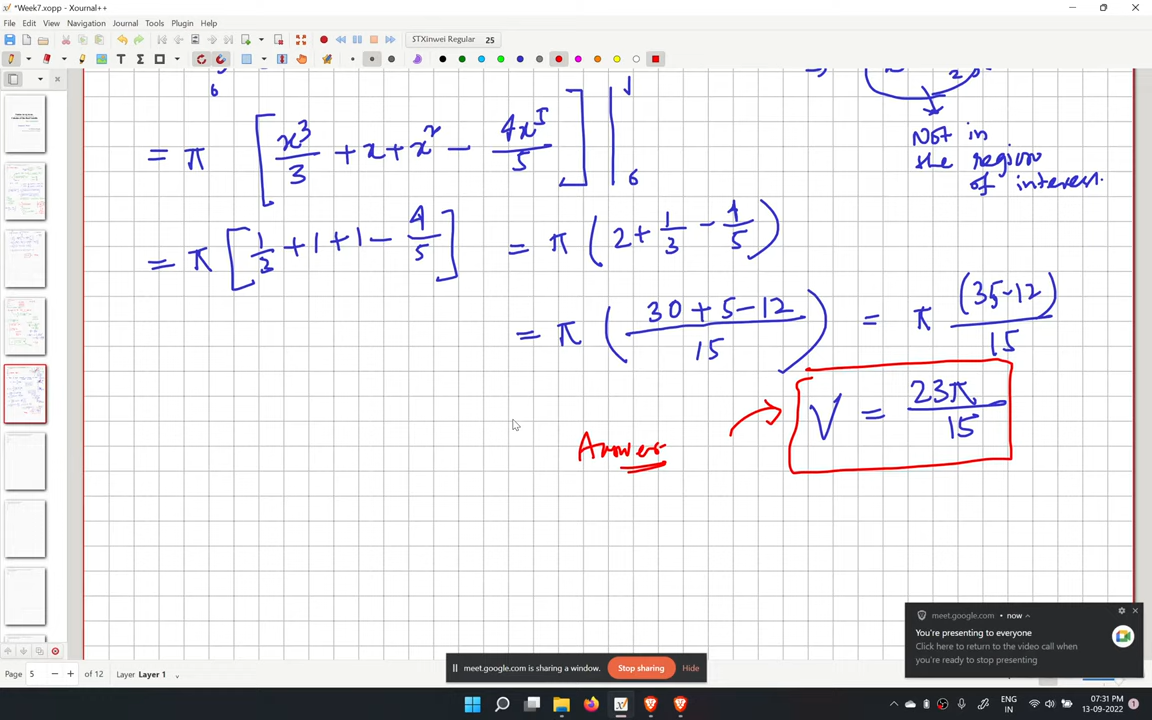 *Week7.xopp - Xournal++
File Edit View Navigation Journal Tools Plugin Help
STXinwei Regular 25
6
Not in
the region
of interest.
= π [ x³/3 + x + x² - 4x⁵/5 ] | 1 6
= π [ 1/3 + 1 + 1 - 4/5 ] = π ( 2 + 1/3 - 4/5 )
= π ( 30 + 5 - 12 / 15 ) = π (35-12) / 15
V = 23π / 15
Answer
meet.google.com • now
You're presenting to everyone
Click here to return to the video call when
you're ready to stop presenting
meet.google.com is sharing a window. Stop sharing Hide
Page 5 of 12 Layer Layer 1
ENG
IN
07:31 PM
13-09-2022